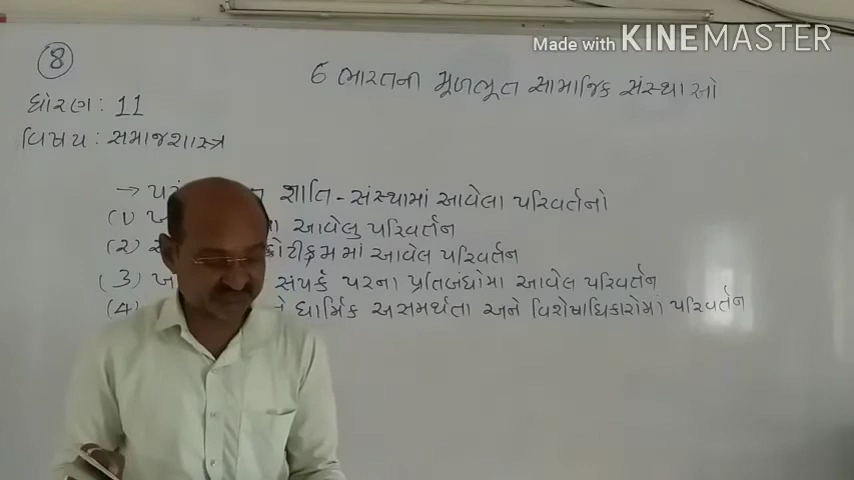 Made with KINEMASTER
8
6 ભારતની મૂળભૂત સામાજિક સંસ્થાઓ
ધોરણ : 11
વિષય : સમાજશાસ્ત્ર
→ જ્ઞાતિ - સંસ્થામાં આવેલા પરિવર્તનો
(1) આવેલુ પરિવર્તન
(2) કોટીક્રમમાં આવેલ પરિવર્તન
(3) સંપર્ક પરના પ્રતિબંધોમા આવેલ પરિવર્તન
(4) ધાર્મિક અસમર્થતા અને વિશેષાધિકારોમાં પરિવર્તન